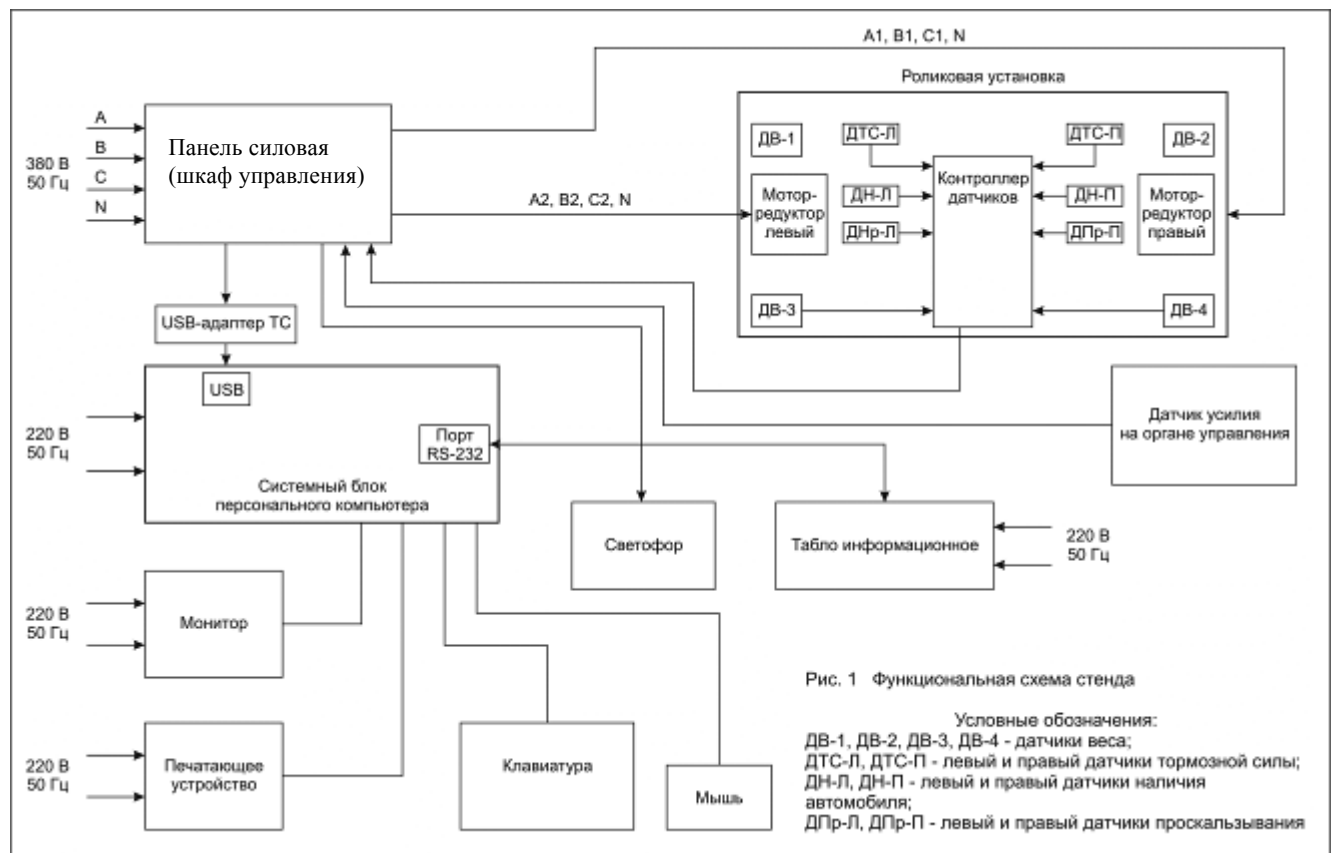 A1, B1, C1, N
Роликовая установка
A
B
C
N
380 В
50 Гц
Панель силовая
(шкаф управления)
A2, B2, C2, N
ДВ-1
ДТС-Л
ДТС-П
ДВ-2
Контроллер
датчиков
Мотор-
редуктор
левый
ДН-Л
ДНр-Л
ДН-П
ДПр-П
Мотор-
редуктор
правый
ДВ-3
ДВ-4
USB-адаптер ТС
USB
220 В
50 Гц
Порт
RS-232
Системный блок
персонального компьютера
Датчик усилия
на органе управления
Светофор
Табло информационное
220 В
50 Гц
220 В
50 Гц
Монитор
220 В
50 Гц
Печатающее
устройство
Клавиатура
Мышь
Рис. 1 Функциональная схема стенда
Условные обозначения:
ДВ-1, ДВ-2, ДВ-3, ДВ-4 - датчики веса;
ДТС-Л, ДТС-П - левый и правый датчики тормозной силы;
ДН-Л, ДН-П - левый и правый датчики наличия
автомобиля;
ДПр-Л, ДПр-П - левый и правый датчики проскальзывания